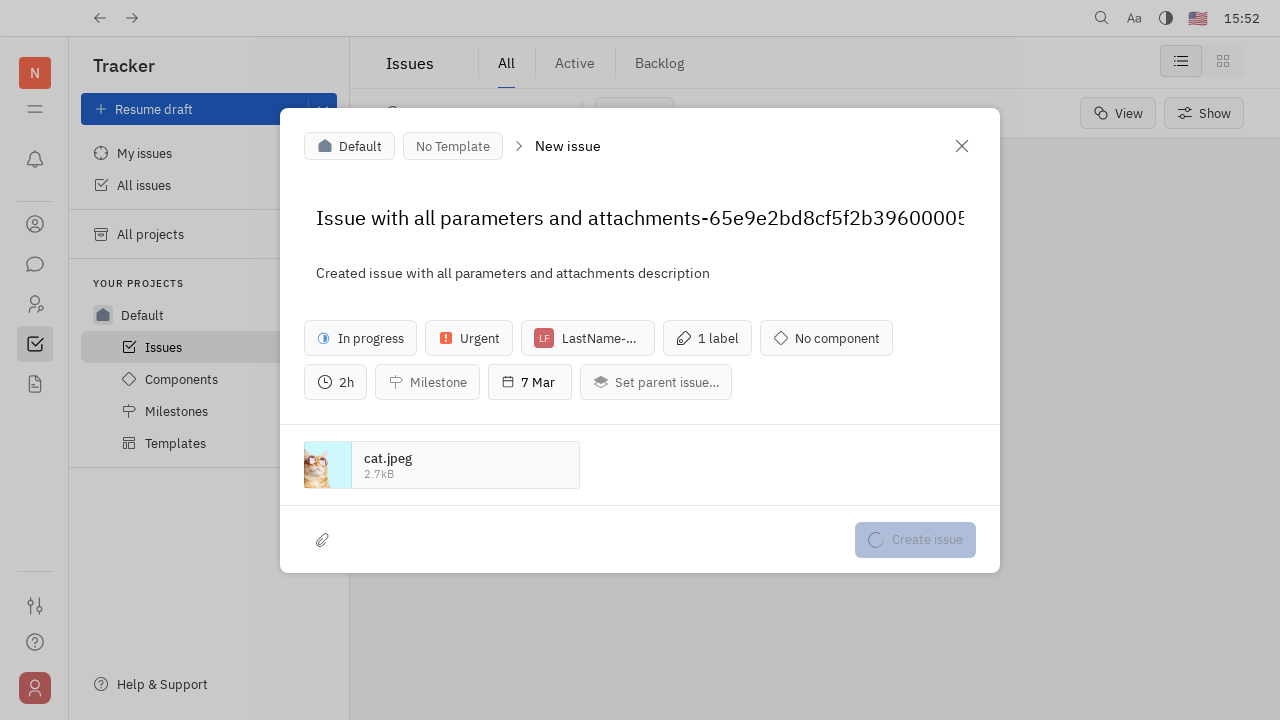 Aa
15:52
N
Tracker
Resume draft
My issues
All issues
All projects
YOUR PROJECTS
Default
Issues
Components
Milestones
Templates
Help & Support
Issues
All
Active
Backlog
View
Show
Default
No Template
New issue
Issue with all parameters and attachments-65e9e2bd8cf5f2b39600005
Created issue with all parameters and attachments description
In progress
Urgent
LF
LastName-...
1 label
No component
2h
Milestone
7 Mar
Set parent issue...
cat.jpeg
2.7kB
Create issue